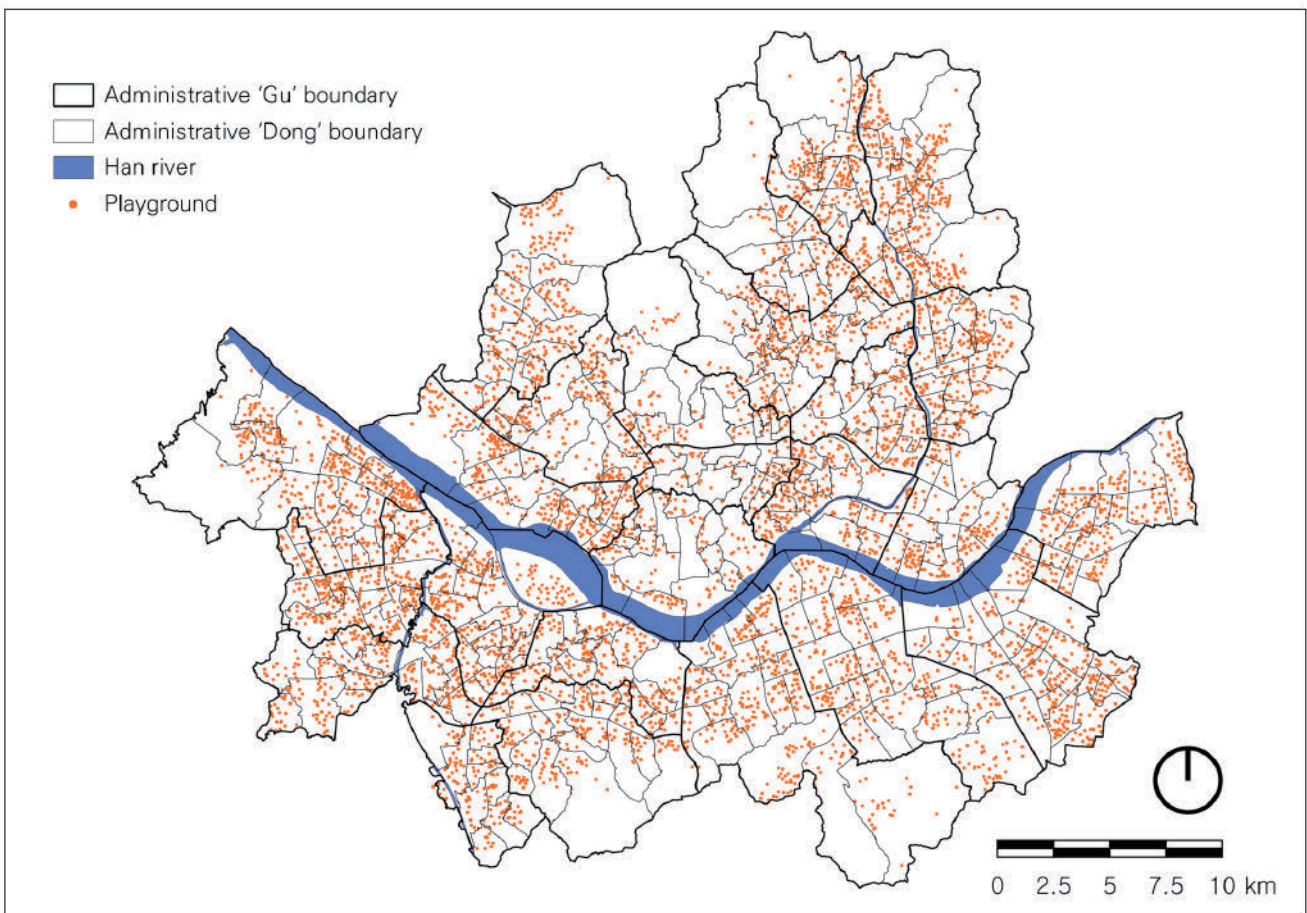 Administrative ‘Gu’ boundary
Administrative ‘Dong’ boundary
Han river
Playground
0 2.5 5 7.5 10 km